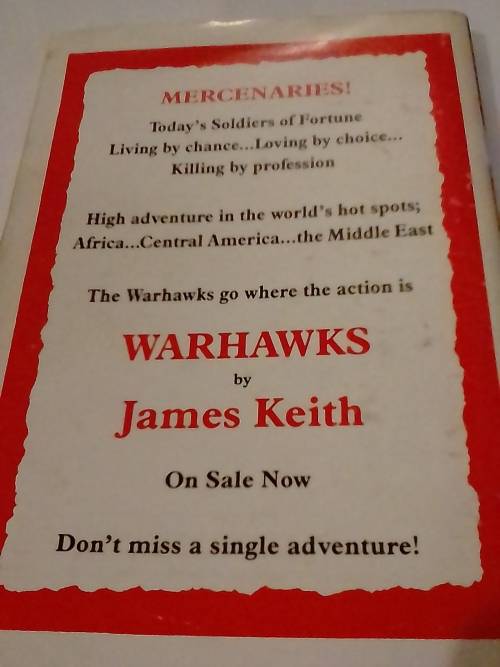 MERCENARIES!
Today's Soldiers of Fortune
Living by chance...Loving by choice...
Killing by profession
High adventure in the world's hot spots;
Africa...Central America...the Middle East
The Warhawks go where the action is
WARHAWKS
by
James Keith
On Sale Now
Don't miss a single adventure!